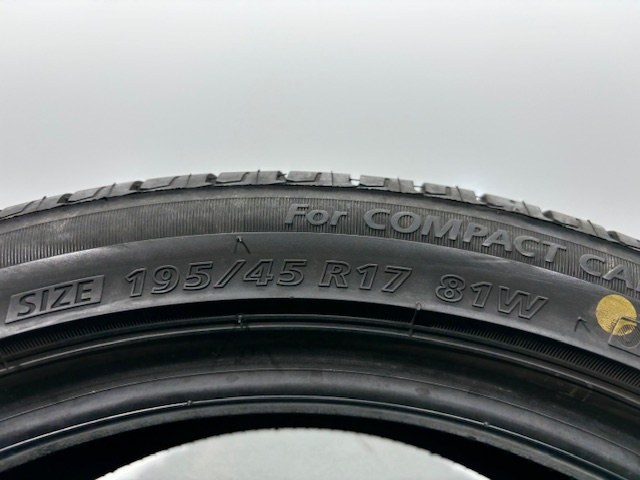 For COMPACT CA
SIZE 195/45 R17 81W